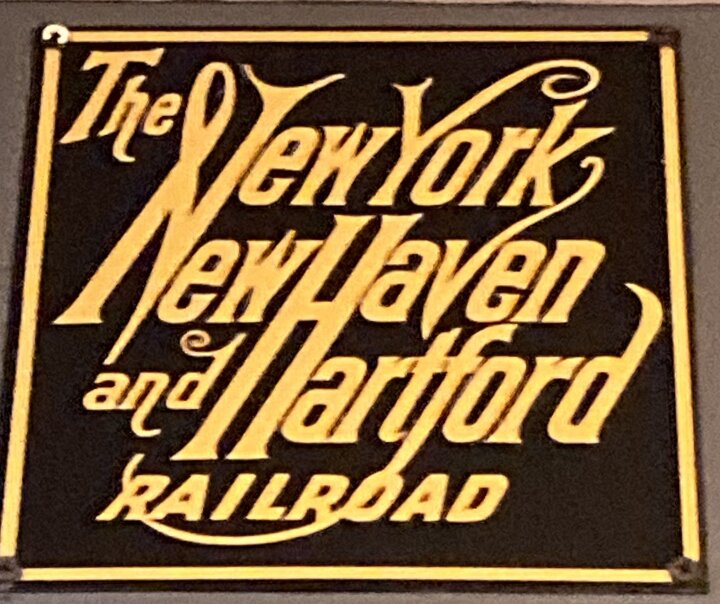 The New York
New Haven
and Hartford
RAILROAD